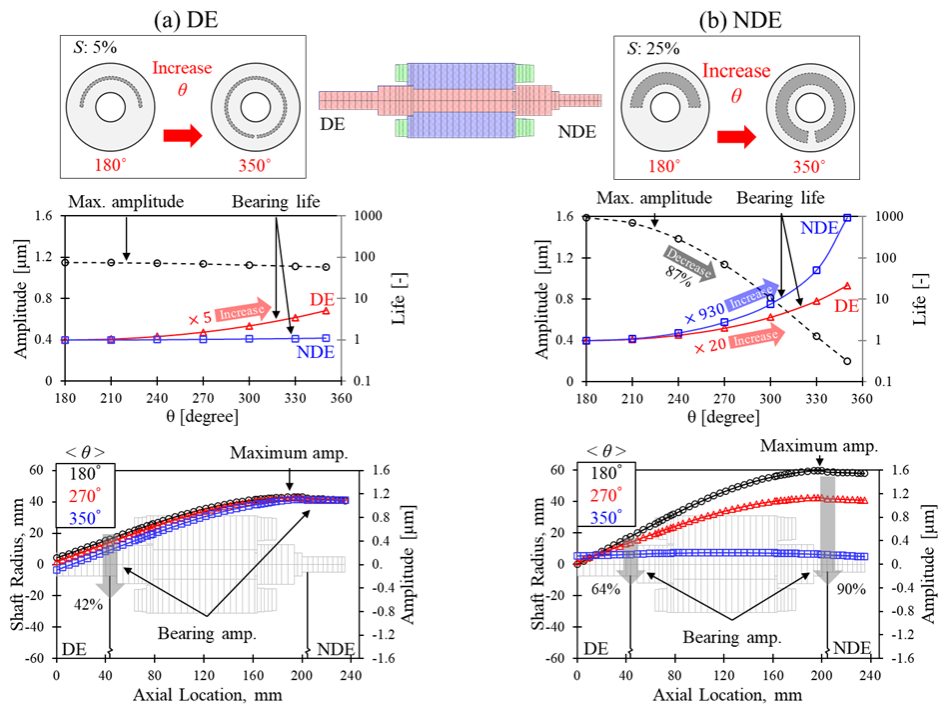 (a) DE
(b) NDE
S: 5%
Increase
θ
180˚
350˚
DE
NDE
S: 25%
Increase
θ
180˚
350˚
Max. amplitude
Bearing life
1.6
1.2
0.8
0.4
0
Amplitude [μm]
1000
100
10
1
0.1
Life [-]
× 5 Increase
DE
NDE
180 210 240 270 300 330 360
θ [degree]
Max. amplitude
Bearing life
1.6
1.2
0.8
0.4
0
Amplitude [μm]
1000
100
10
1
0.1
Life [-]
Decrease
87%
× 930 Increase
× 20 Increase
NDE
DE
180 210 240 270 300 330 360
θ [degree]
< θ >
180˚
270˚
350˚
Maximum amp.
60
40
20
0
-20
-40
-60
Shaft Radius, mm
1.6
1.2
0.8
0.4
0.0
-0.4
-0.8
-1.2
-1.6
Amplitude [μm]
42%
Bearing amp.
DE
NDE
0 40 80 120 160 200 240
Axial Location, mm
< θ >
180˚
270˚
350˚
Maximum amp.
60
40
20
0
-20
-40
-60
Shaft Radius, mm
1.6
1.2
0.8
0.4
0.0
-0.4
-0.8
-1.2
-1.6
Amplitude [μm]
64%
90%
Bearing amp.
DE
NDE
0 40 80 120 160 200 240
Axial Location, mm